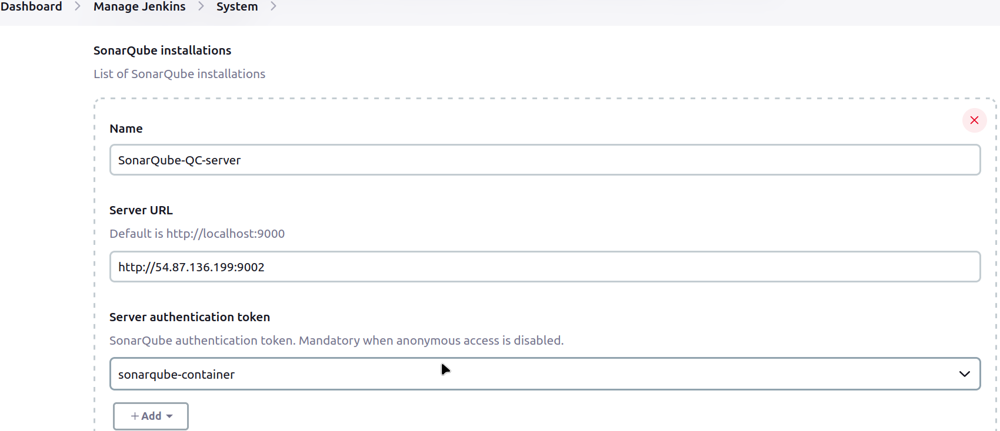 Dashboard > Manage Jenkins > System >
SonarQube installations
List of SonarQube installations
Name
SonarQube-QC-server
Server URL
Default is http://localhost:9000
http://54.87.136.199:9002
Server authentication token
SonarQube authentication token. Mandatory when anonymous access is disabled.
sonarqube-container
+ Add